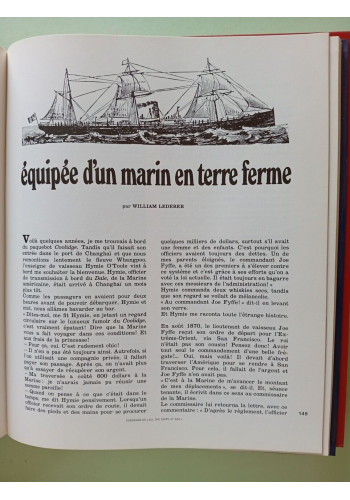 équipée d'un marin en terre ferme
par WILLIAM LEDERER
Voilà quelques années, je me trouvais à bord
du paquebot Coolidge. Tandis qu'il faisait son
entrée dans le port de Changhaï et que nous
remontions lentement le fleuve Whangpoo,
l'enseigne de vaisseau Hymie O'Toole vint à
bord me souhaiter la bienvenue. Hymie, officier
de transmission à bord du Dale, de la Marine
américaine, était arrivé à Changhaï un mois
plus tôt.
Comme les passagers en avaient pour deux
heures avant de pouvoir débarquer, Hymie et
moi, nous allâmes bavarder au bar.
« Dites-moi, me fit Hymie, en jetant un regard
circulaire sur le luxueux fumoir du Coolidge,
c'est vraiment épatant! Dire que la Marine
vous a fait voyager dans ces conditions! Et
aux frais de la princesse!
– Pour ça, oui. C'est rudement chic!
– Il n'en a pas été toujours ainsi. Autrefois, si
l'on utilisait une compagnie privée, il fallait
payer son passage. Après ça, on n'avait plus
qu'à essayer de récupérer son argent.
– Ma traversée a coûté 600 dollars à la
Marine : je n'aurais jamais pu réunir une
somme pareille!
– Quand on pense à ce que c'était dans le
temps, me dit Hymie pensivement. Lorsqu'un
officier recevait son ordre de route, il devait
faire des pieds et des mains pour se procurer
quelques milliers de dollars, surtout s'il avait
une femme et des enfants. C'est pourquoi les
officiers avaient toujours des dettes. Un de
mes parents éloignés, le commandant Joe
Fyffe, a été un des premiers à s'élever contre
ce système et c'est grâce à ses efforts qu'on a
voté la loi actuelle. Il était toujours en bagarre
avec ces messieurs de l'administration! »
Hymie commanda deux whiskies secs, tandis
que son regard se voilait de mélancolie.
« Au commandant Joe Fyffe! » dit-il en levant
son verre.
Et Hymie me raconta toute l'étrange histoire.
En août 1870, le lieutenant de vaisseau Joe
Fyffe reçut son ordre de départ pour l'Ex-
trême-Orient, via San Francisco. Le rêve
c'était pas son cousin! Pensez donc! Avoir
tout seul le commandement d'une belle fré-
gate!... Oui, mais voilà! Il devait d'abord
traverser l'Amérique pour se rendre à San
Francisco. Pour cela, il fallait de l'argent et
Joe Fyffe n'en avait pas.
« C'est à la Marine de m'avancer le montant
de mes déplacements », se dit-il. Et, séance
tenante, il écrivit dans ce sens au commissaire
de la Marine.
Le commissaire lui retourna la lettre, avec ce
commentaire : « D'après le règlement, l'officier
149